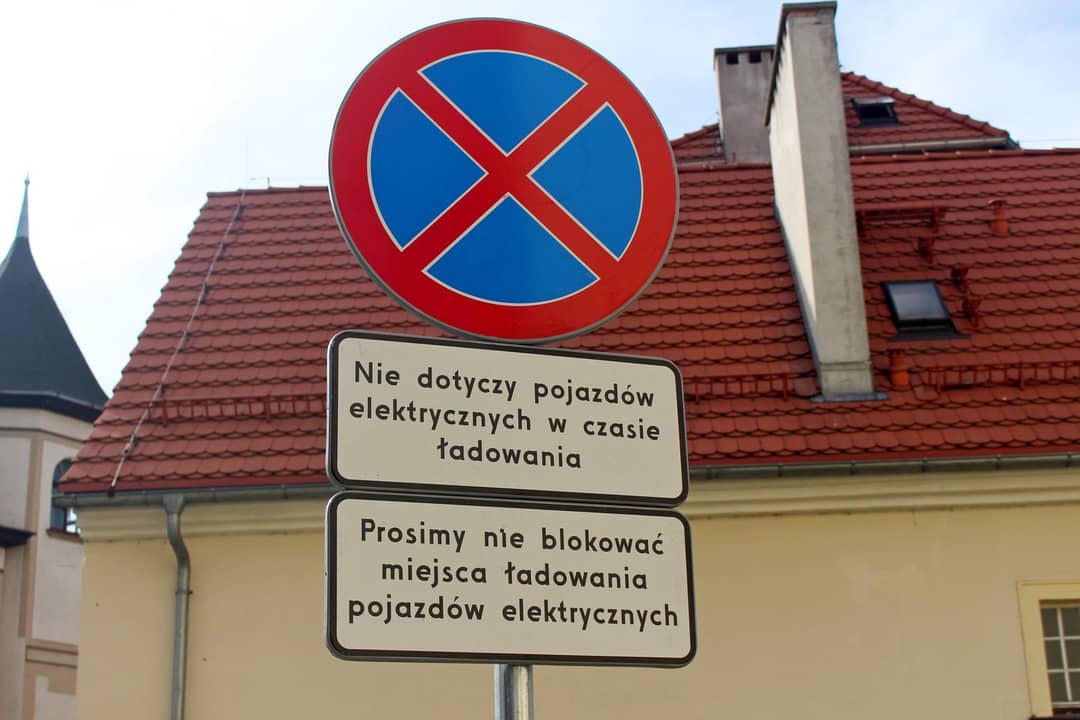 Nie dotyczy pojazdów
elektrycznych w czasie
ładowania
Prosimy nie blokować
miejsca ładowania
pojazdów elektrycznych